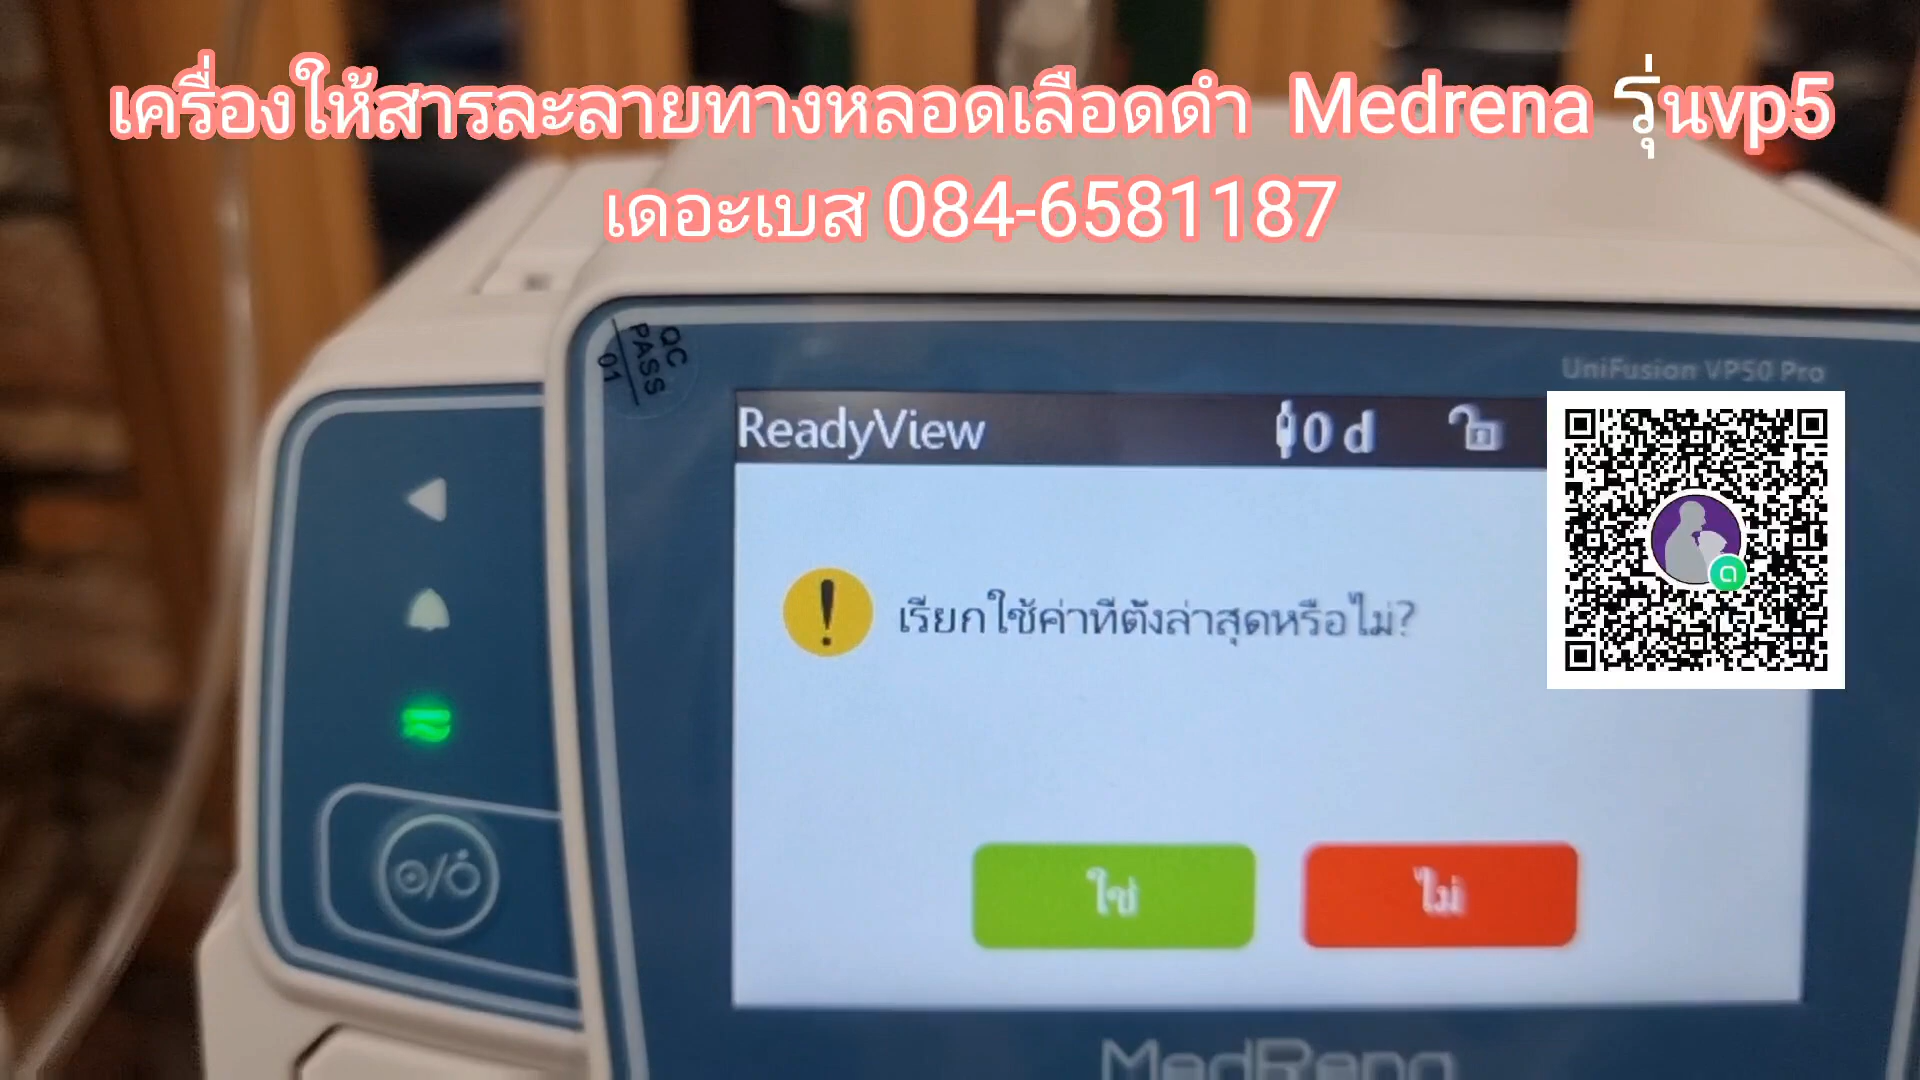 เครื่องให้สารละลายทางหลอดเลือดดำ Medrena รุ่นvp5
เดอะเบส 084-6581187
QC
PASS
01
UniFusion VP50 Pro
ReadyView
0 d
เรียกใช้ค่าที่ตั้งล่าสุดหรือไม่?
ใช่
ไม่
MedRena